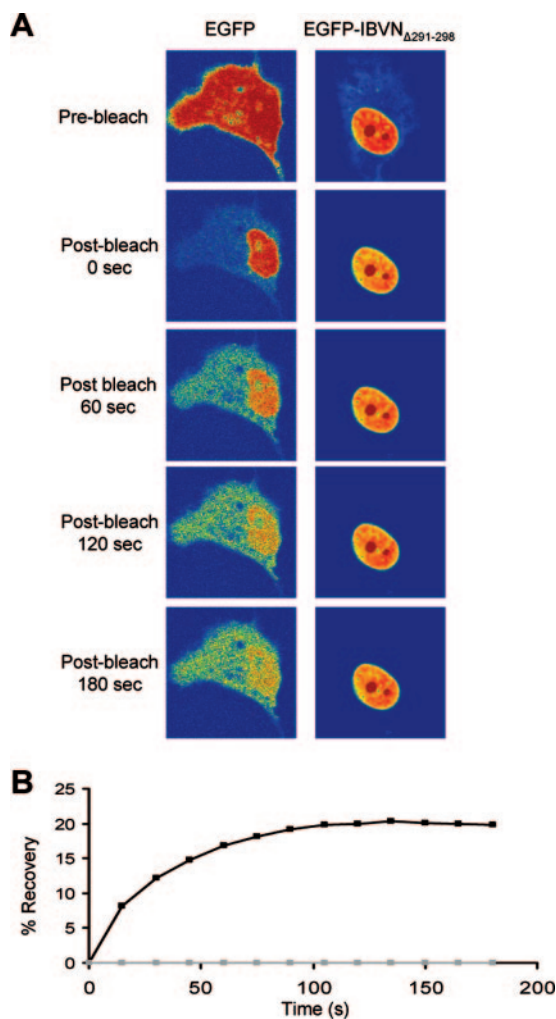 A
EGFP EGFP-IBVNΔ291-298
Pre-bleach
Post-bleach
0 sec
Post bleach
60 sec
Post-bleach
120 sec
Post-bleach
180 sec
B
25
20
15
10
5
0
% Recovery
0 50 100 150 200
Time (s)